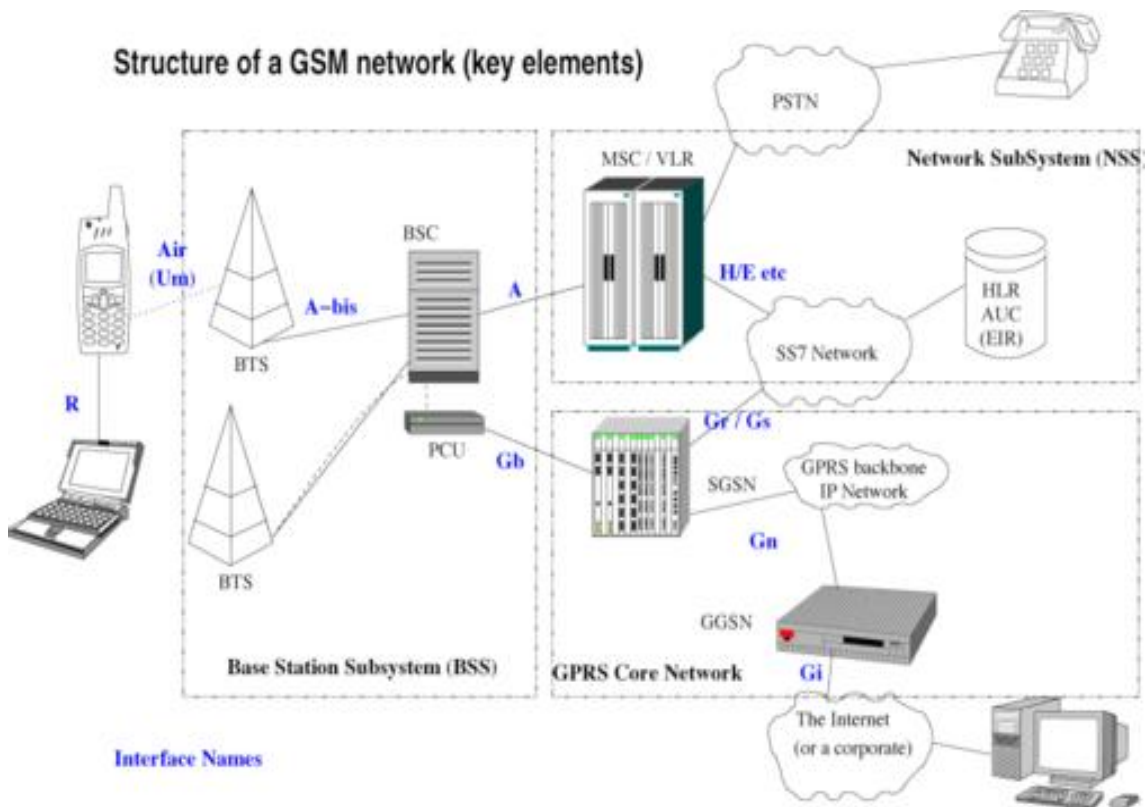 Structure of a GSM network (key elements)
PSTN
MSC / VLR
Network SubSystem (NSS)
BSC
Air
(Um)
A-bis
A
H/E etc
HLR
AUC
(EIR)
SS7 Network
BTS
R
PCU
Gb
Gr / Gs
SGSN
GPRS backbone
IP Network
Gn
BTS
GGSN
Base Station Subsystem (BSS)
GPRS Core Network
Gi
The Internet
(or a corporate)
Interface Names